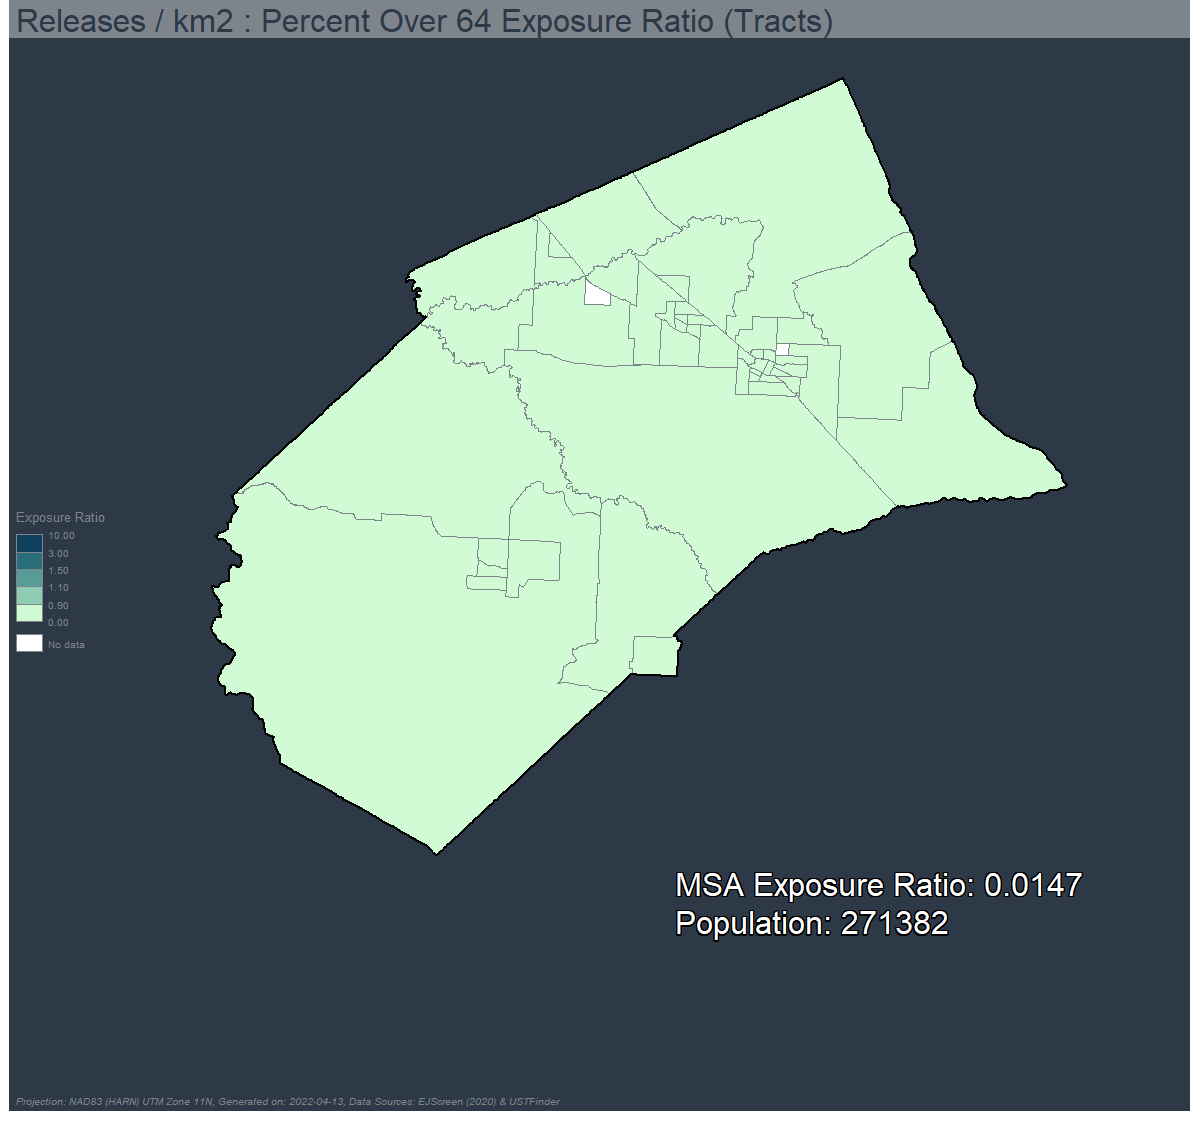 Releases / km2 : Percent Over 64 Exposure Ratio (Tracts)
Exposure Ratio
10.00
3.00
1.50
1.10
0.90
0.00
No data
MSA Exposure Ratio: 0.0147
Population: 271382
Projection: NAD83 (HARN) UTM Zone 11N, Generated on: 2022-04-13, Data Sources: EJScreen (2020) & USTFinder